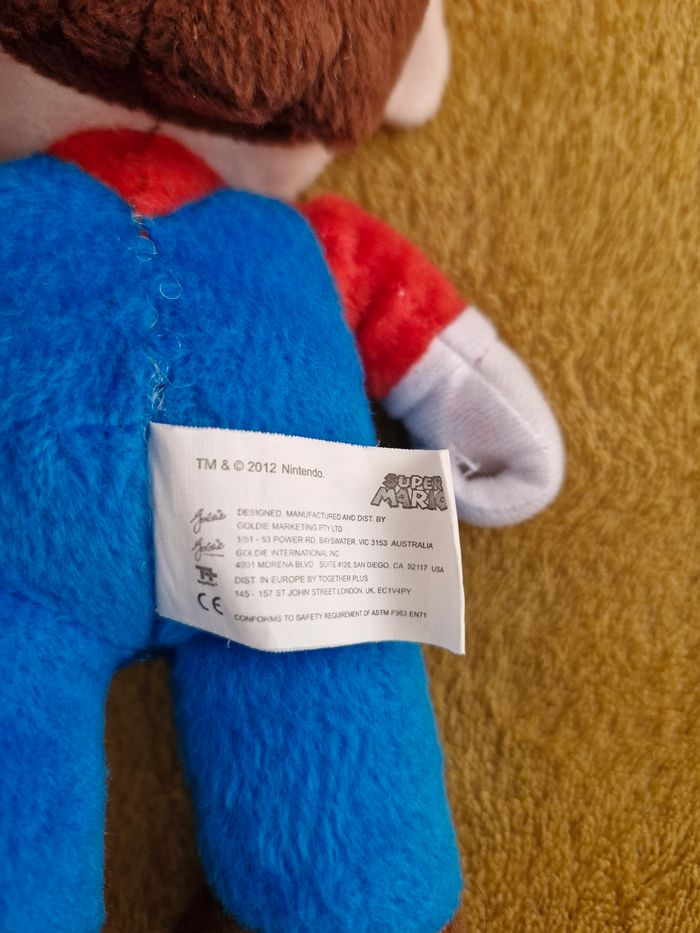 TM & © 2012 Nintendo.
SUPER
MARIO
Goldie
DESIGNED, MANUFACTURED AND DIST. BY
GOLDIE MARKETING PTY LTD
1/51 - 53 POWER RD, BAYSWATER, VIC 3153 AUSTRALIA
Goldie
GOLDIE INTERNATIONAL INC
4901 MORENA BLVD. SUITE #120, SAN DIEGO, CA 92117 USA
DIST. IN EUROPE BY TOGETHER PLUS
145 - 157 ST JOHN STREET LONDON. UK, EC1V4PY
CE
CONFORMS TO SAFETY REQUIREMENT OF ASTM F963 EN71